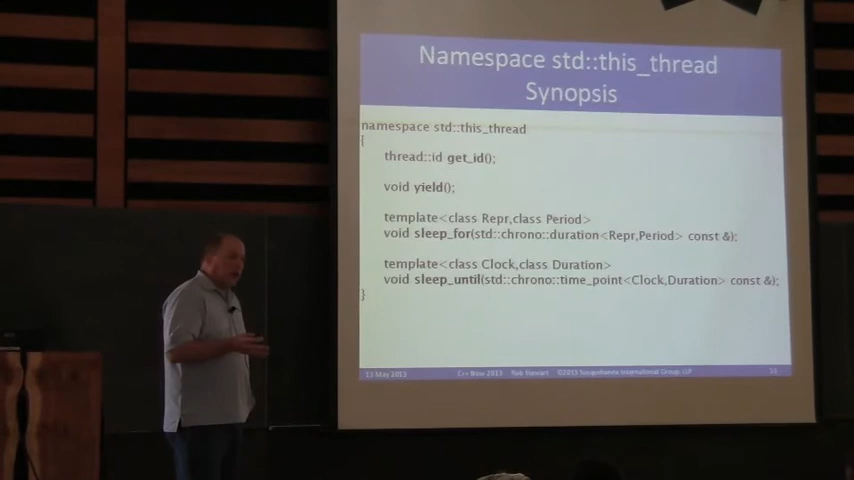 Namespace std::this_thread
Synopsis
namespace std::this_thread
{
thread::id get_id();
void yield();
template<class Repr,class Period>
void sleep_for(std::chrono::duration<Repr,Period> const &);
template<class Clock,class Duration>
void sleep_until(std::chrono::time_point<Clock,Duration> const &);
}
13 May 2013 C++ Now 2013 Rob Stewart ©2013 Susquehanna International Group, LLP